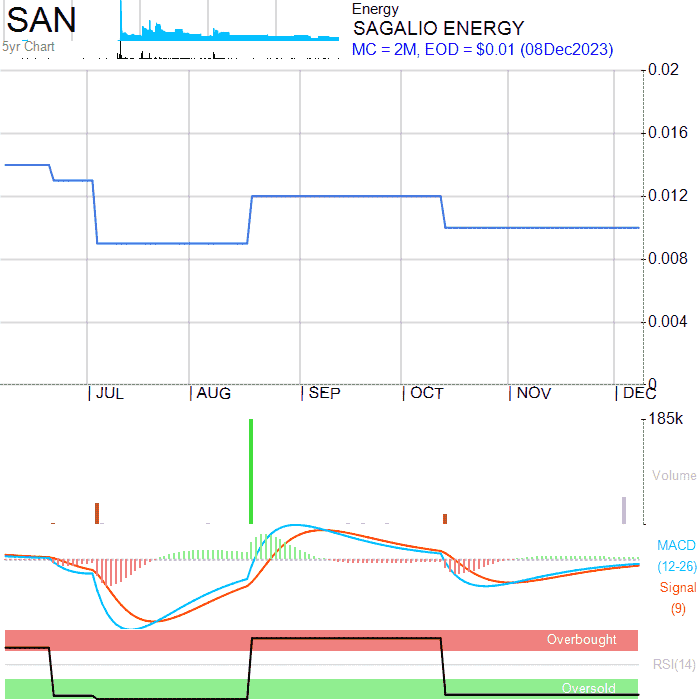 SAN
5yr Chart
Energy
SAGALIO ENERGY
MC = 2M, EOD = $0.01 (08Dec2023)
0.02
0.016
0.012
0.008
0.004
0
JUL AUG SEP OCT NOV DEC
185k
Volume
MACD
(12-26)
Signal
(9)
Overbought
RSI(14)
Oversold